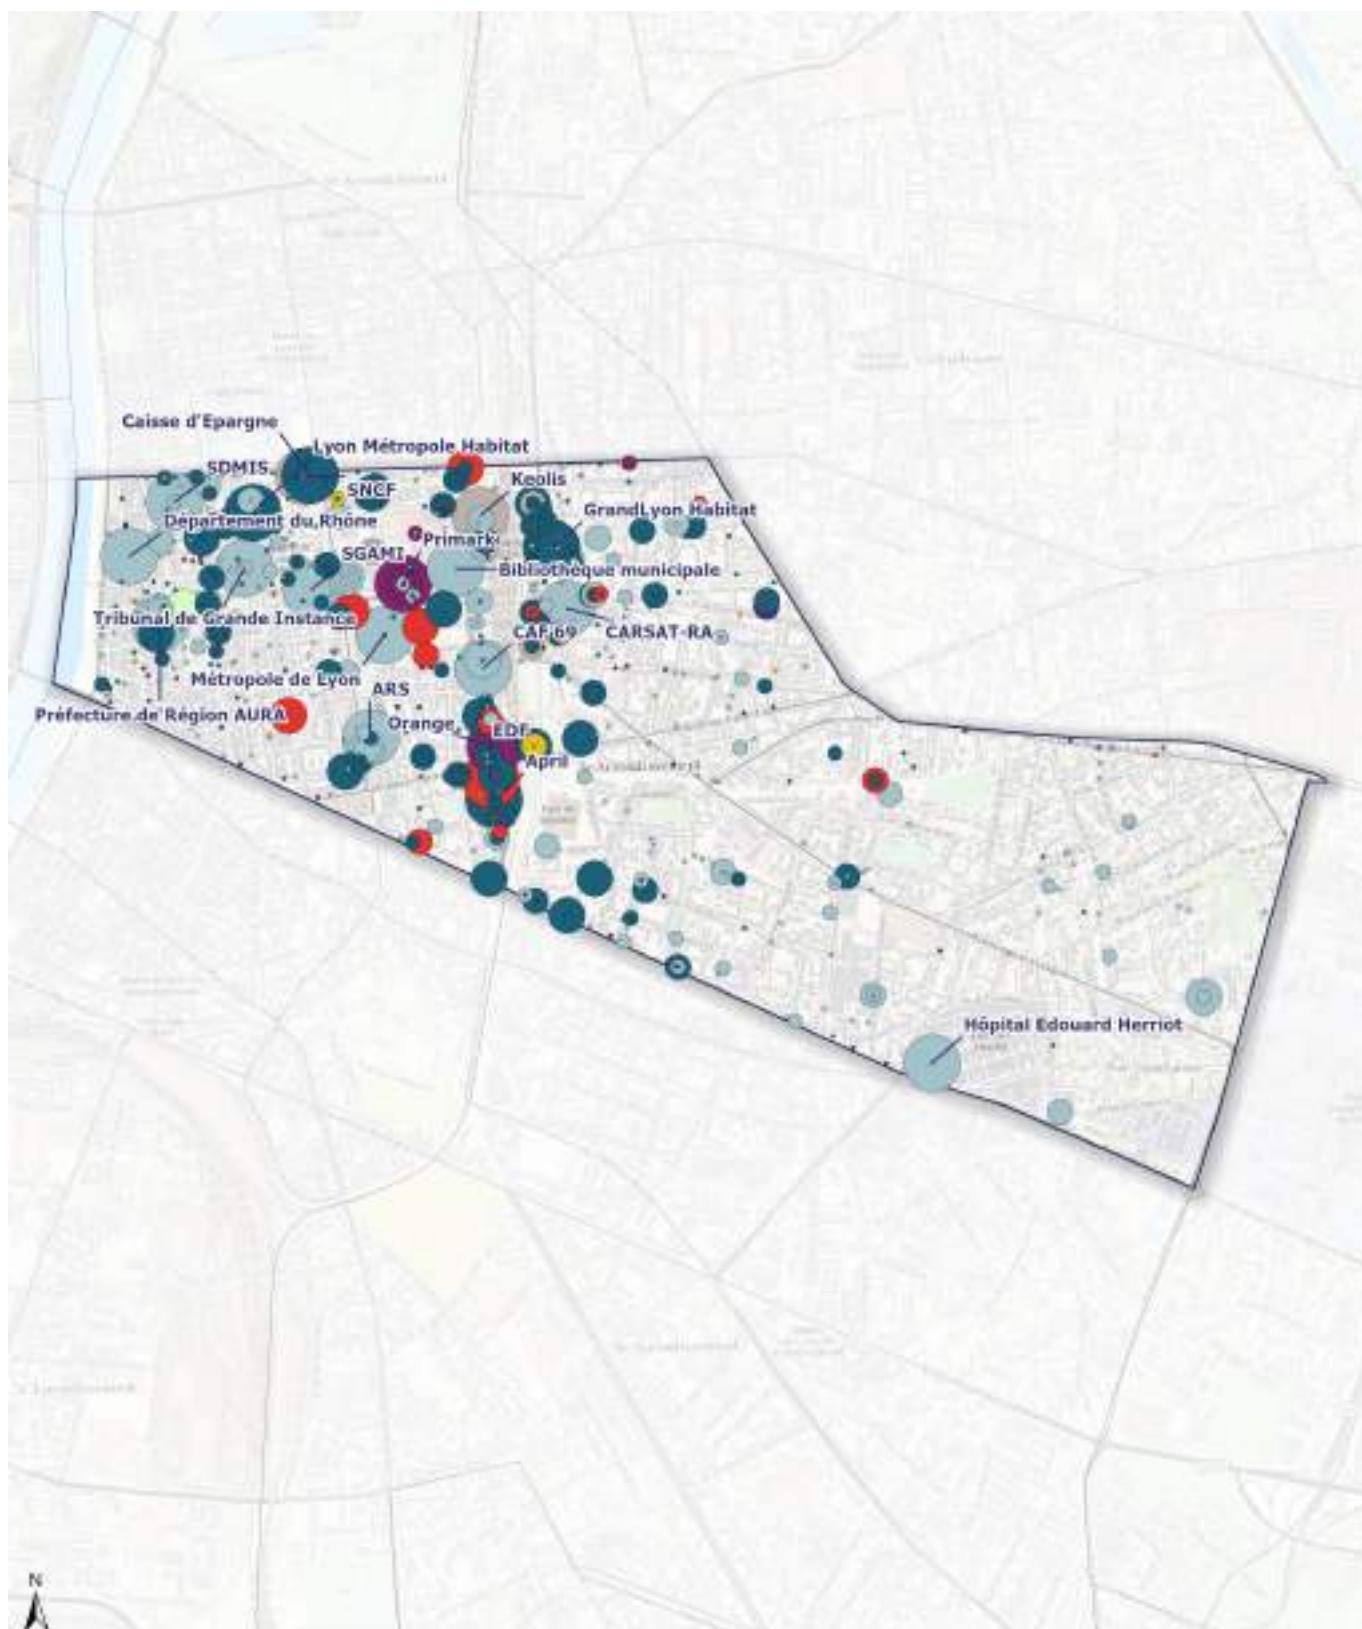 Caisse d'Epargne
Lyon Métropole Habitat
SDMIS
SNCF
Keolis
GrandLyon Habitat
Département du Rhône
SGAMI
Primark
Bibliothèque municipale
Tribunal de Grande Instance
CAF 69
CARSAT-RA
Métropole de Lyon
ARS
Préfecture de Région AURA
Orange
EDF
April
Hôpital Edouard Herriot
N